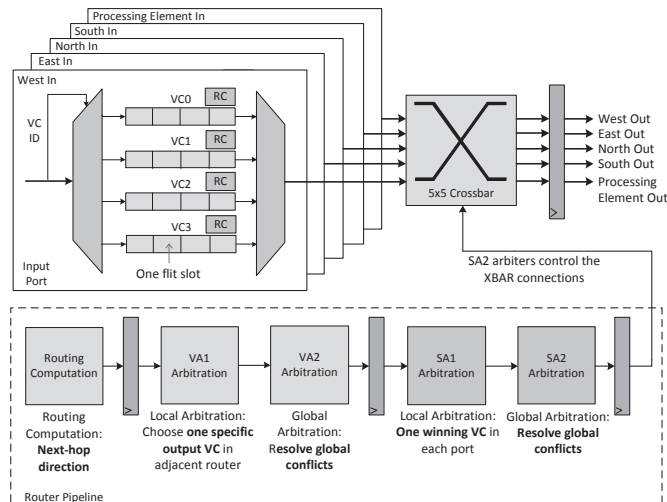 Processing Element In
South In
North In
East In
West In
VC
ID
VC0
RC
VC1
RC
VC2
RC
VC3
RC
One flit slot
Input
Port
5x5 Crossbar
West Out
East Out
North Out
South Out
Processing
Element Out
SA2 arbiters control the
XBAR connections
Routing
Computation
VA1
Arbitration
VA2
Arbitration
SA1
Arbitration
SA2
Arbitration
Routing
Computation:
Next-hop
direction
Local Arbitration:
Choose one specific
output VC in
adjacent router
Global
Arbitration:
Resolve global
conflicts
Local Arbitration:
One winning VC in
each port
Global Arbitration:
Resolve global
conflicts
Router Pipeline